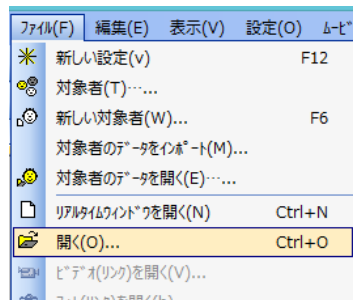 ファイル(F) 編集(E) 表示(V) 設定(O) ムービ
新しい設定(v) F12
対象者(T)…...
新しい対象者(W)... F6
対象者のデータをインポート(M)...
対象者のデータを開く(E)…...
リアルタイムウィンドウを開く(N) Ctrl+N
開く(O)... Ctrl+O
ビデオ(リンク)を開く(V)...